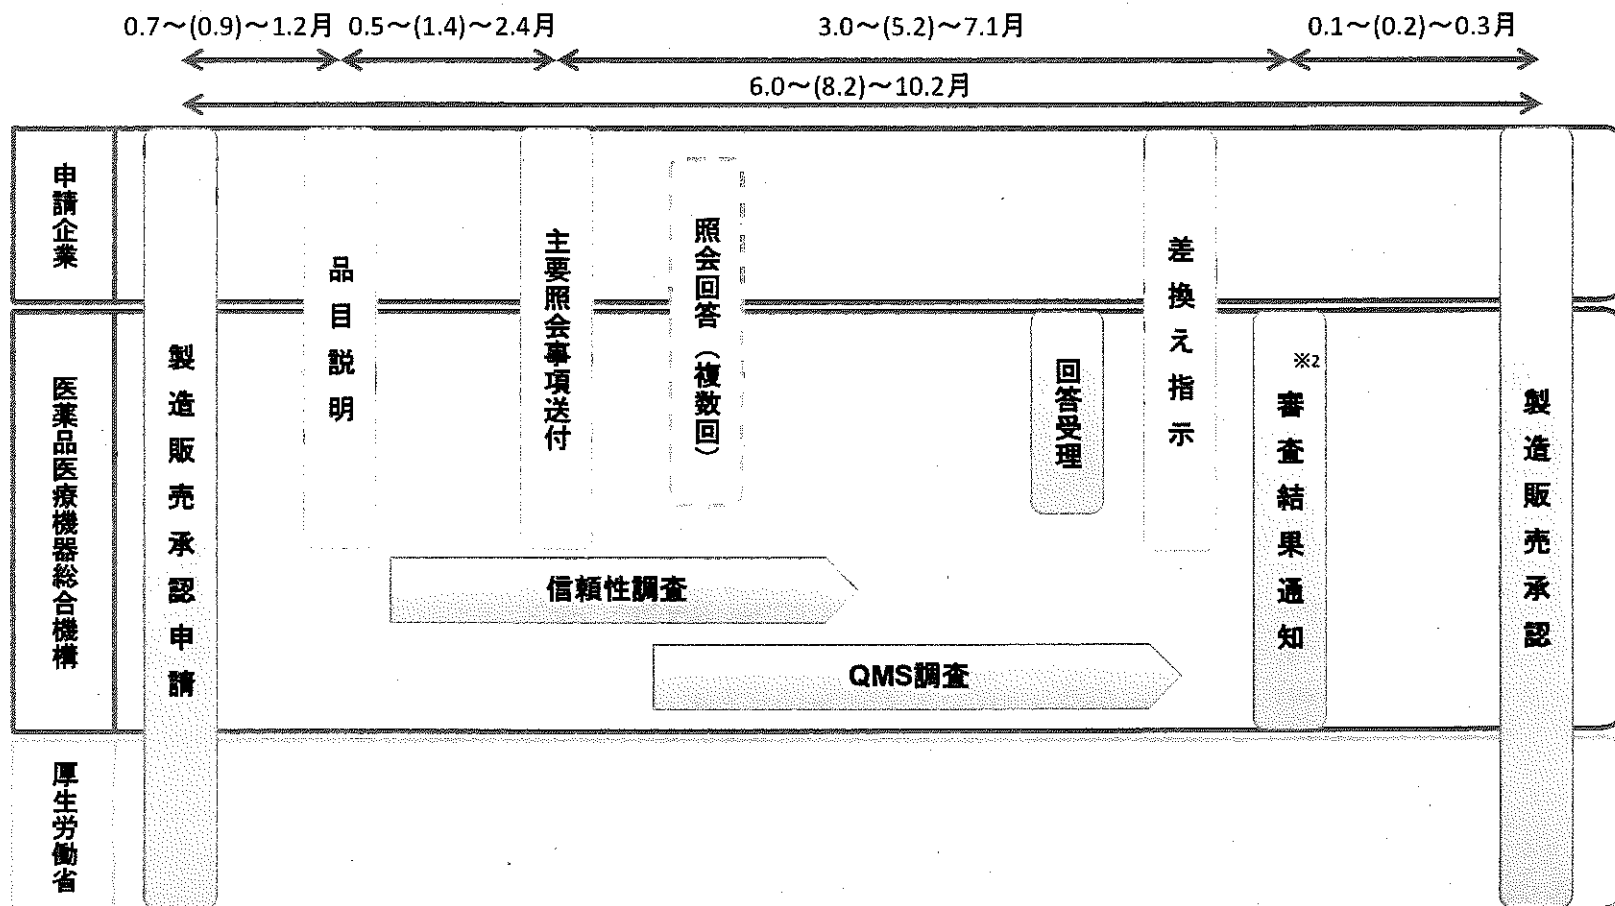 0.7～(0.9)～1.2月
0.5～(1.4)～2.4月
3.0～(5.2)～7.1月
0.1～(0.2)～0.3月
6.0～(8.2)～10.2月
申請企業
医薬品医療機器総合機構
厚生労働省
製造販売承認申請
品目説明
主要照会事項送付
照会回答（複数回）
回答受理
差換え指示
※2
審査結果通知
製造販売承認
信頼性調査
QMS調査